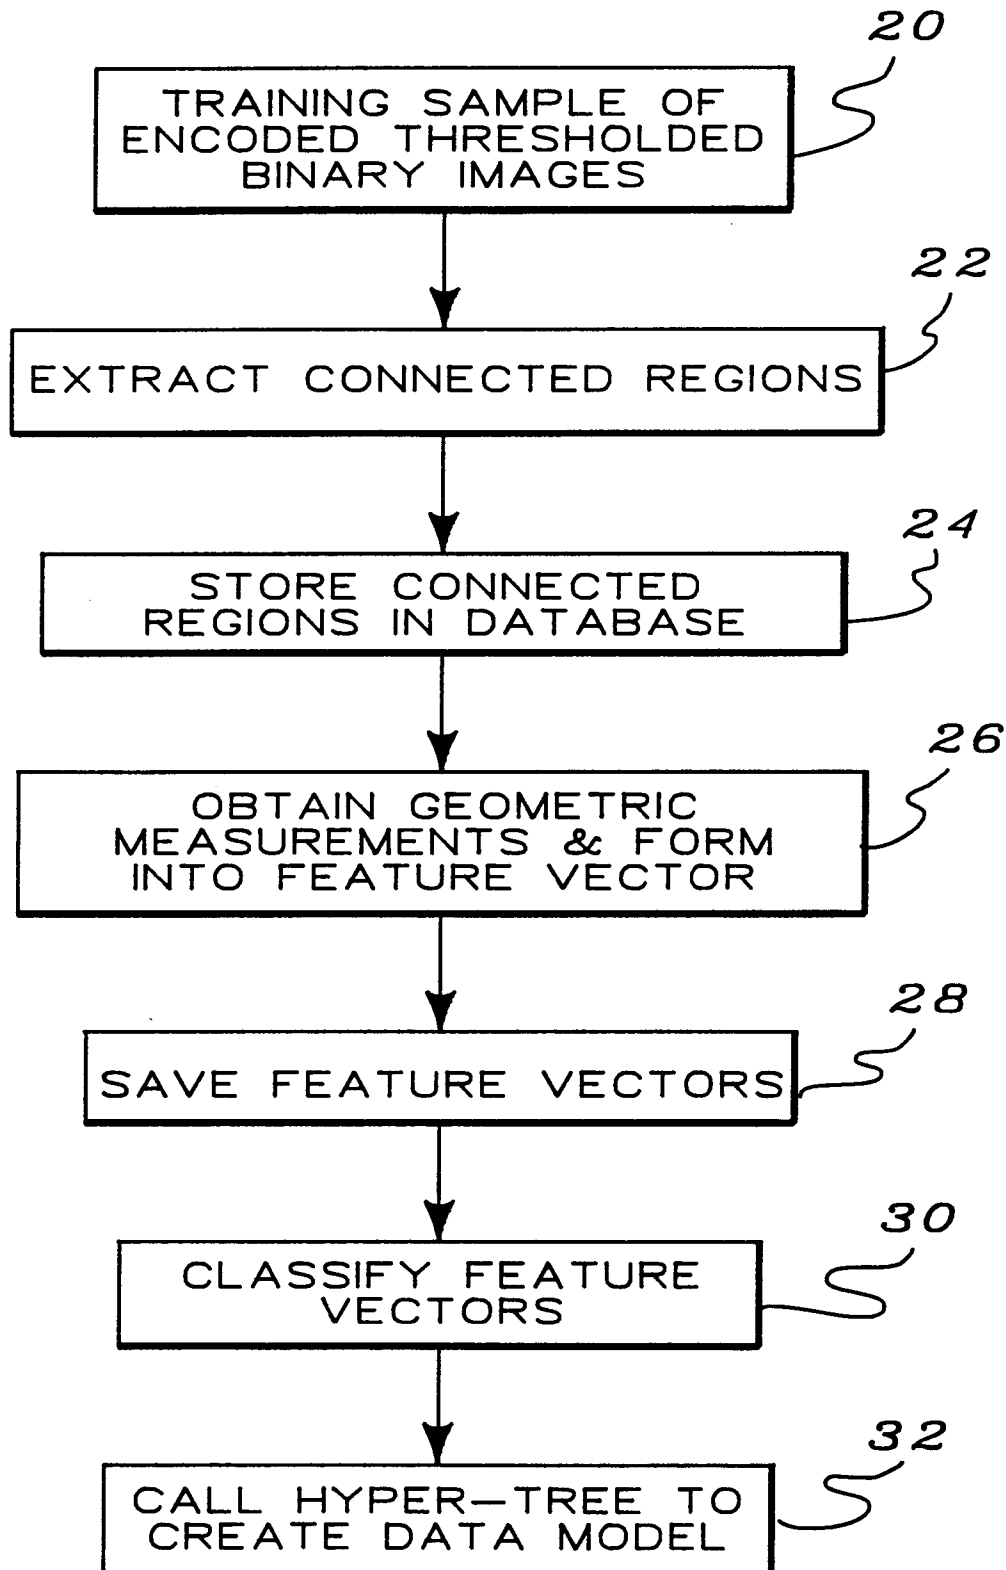 20
TRAINING SAMPLE OF
ENCODED THRESHOLDED
BINARY IMAGES
22
EXTRACT CONNECTED REGIONS
24
STORE CONNECTED
REGIONS IN DATABASE
26
OBTAIN GEOMETRIC
MEASUREMENTS & FORM
INTO FEATURE VECTOR
28
SAVE FEATURE VECTORS
30
CLASSIFY FEATURE
VECTORS
32
CALL HYPER-TREE TO
CREATE DATA MODEL